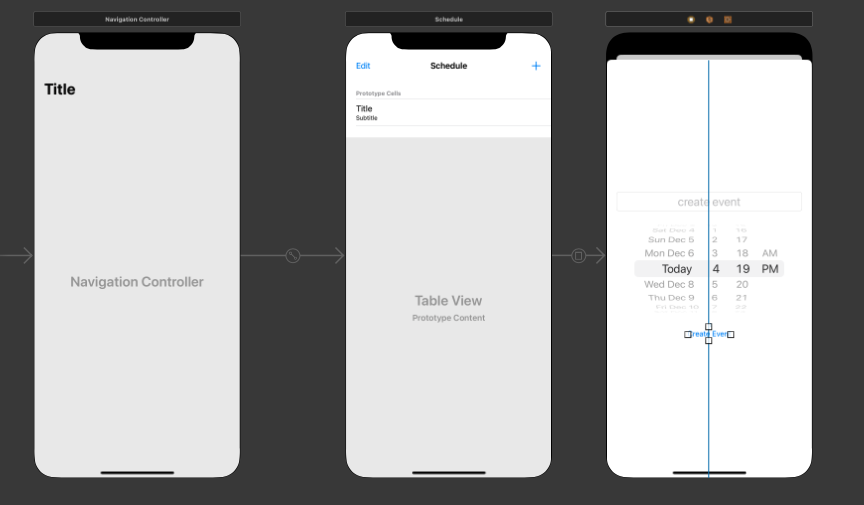 Navigation Controller
Title
Navigation Controller
Schedule
Edit
Schedule
+
Prototype Cells
Title
Subtitle
Table View
Prototype Content
create event
Sat Dec 4 1 16
Sun Dec 5 2 17
Mon Dec 6 3 18 AM
Today 4 19 PM
Wed Dec 8 5 20
Thu Dec 9 6 21
Fri Dec 10 7 22
Create Event